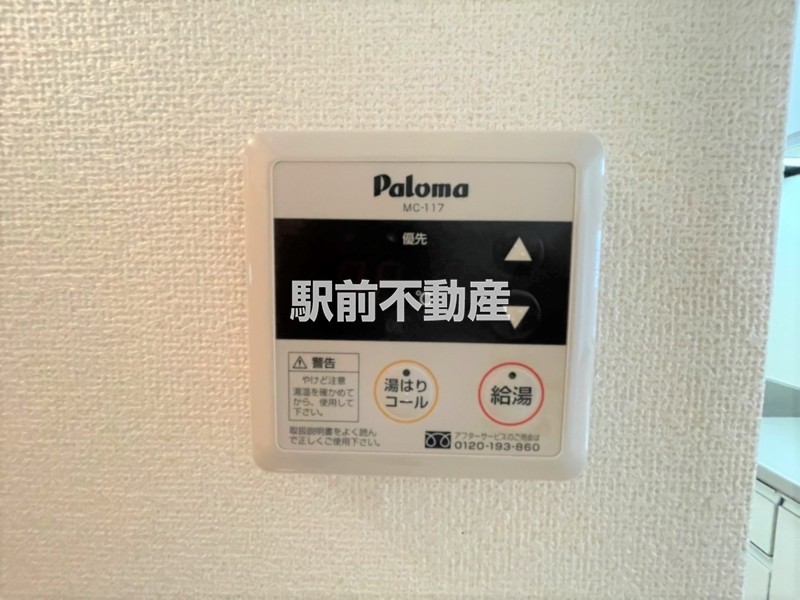 Paloma
MC-117
優先
℃
駅前不動産
警告
やけど注意
湯温を確かめて
から、使用して
下さい。
取扱説明書をよく読ん
で正しくご使用下さい。
湯はり
コール
給湯
アフターサービスのご用命は
0120-193-860